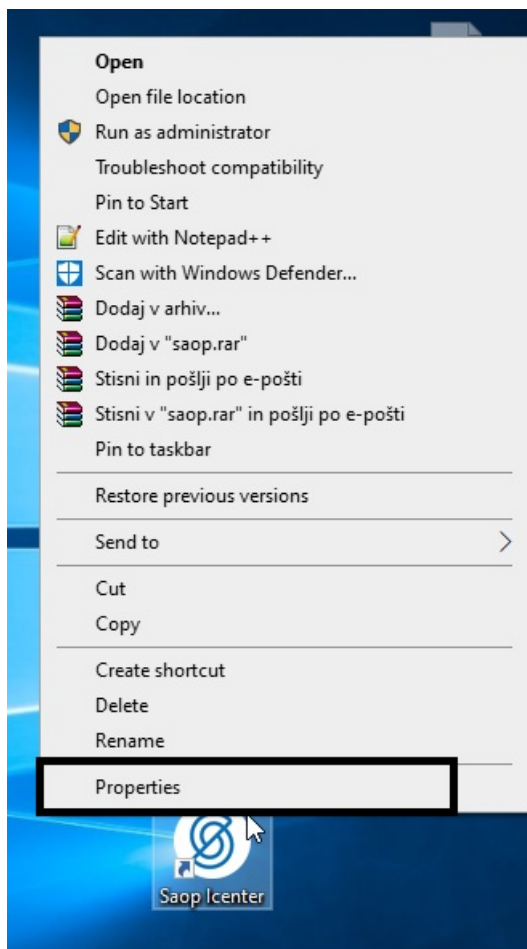 Open
Open file location
Run as administrator
Troubleshoot compatibility
Pin to Start
Edit with Notepad++
Scan with Windows Defender...
Dodaj v arhiv...
Dodaj v "saop.rar"
Stisni in pošlji po e-pošti
Stisni v "saop.rar" in pošlji po e-pošti
Pin to taskbar
Restore previous versions
Send to
Cut
Copy
Create shortcut
Delete
Rename
Properties
Saop Icenter